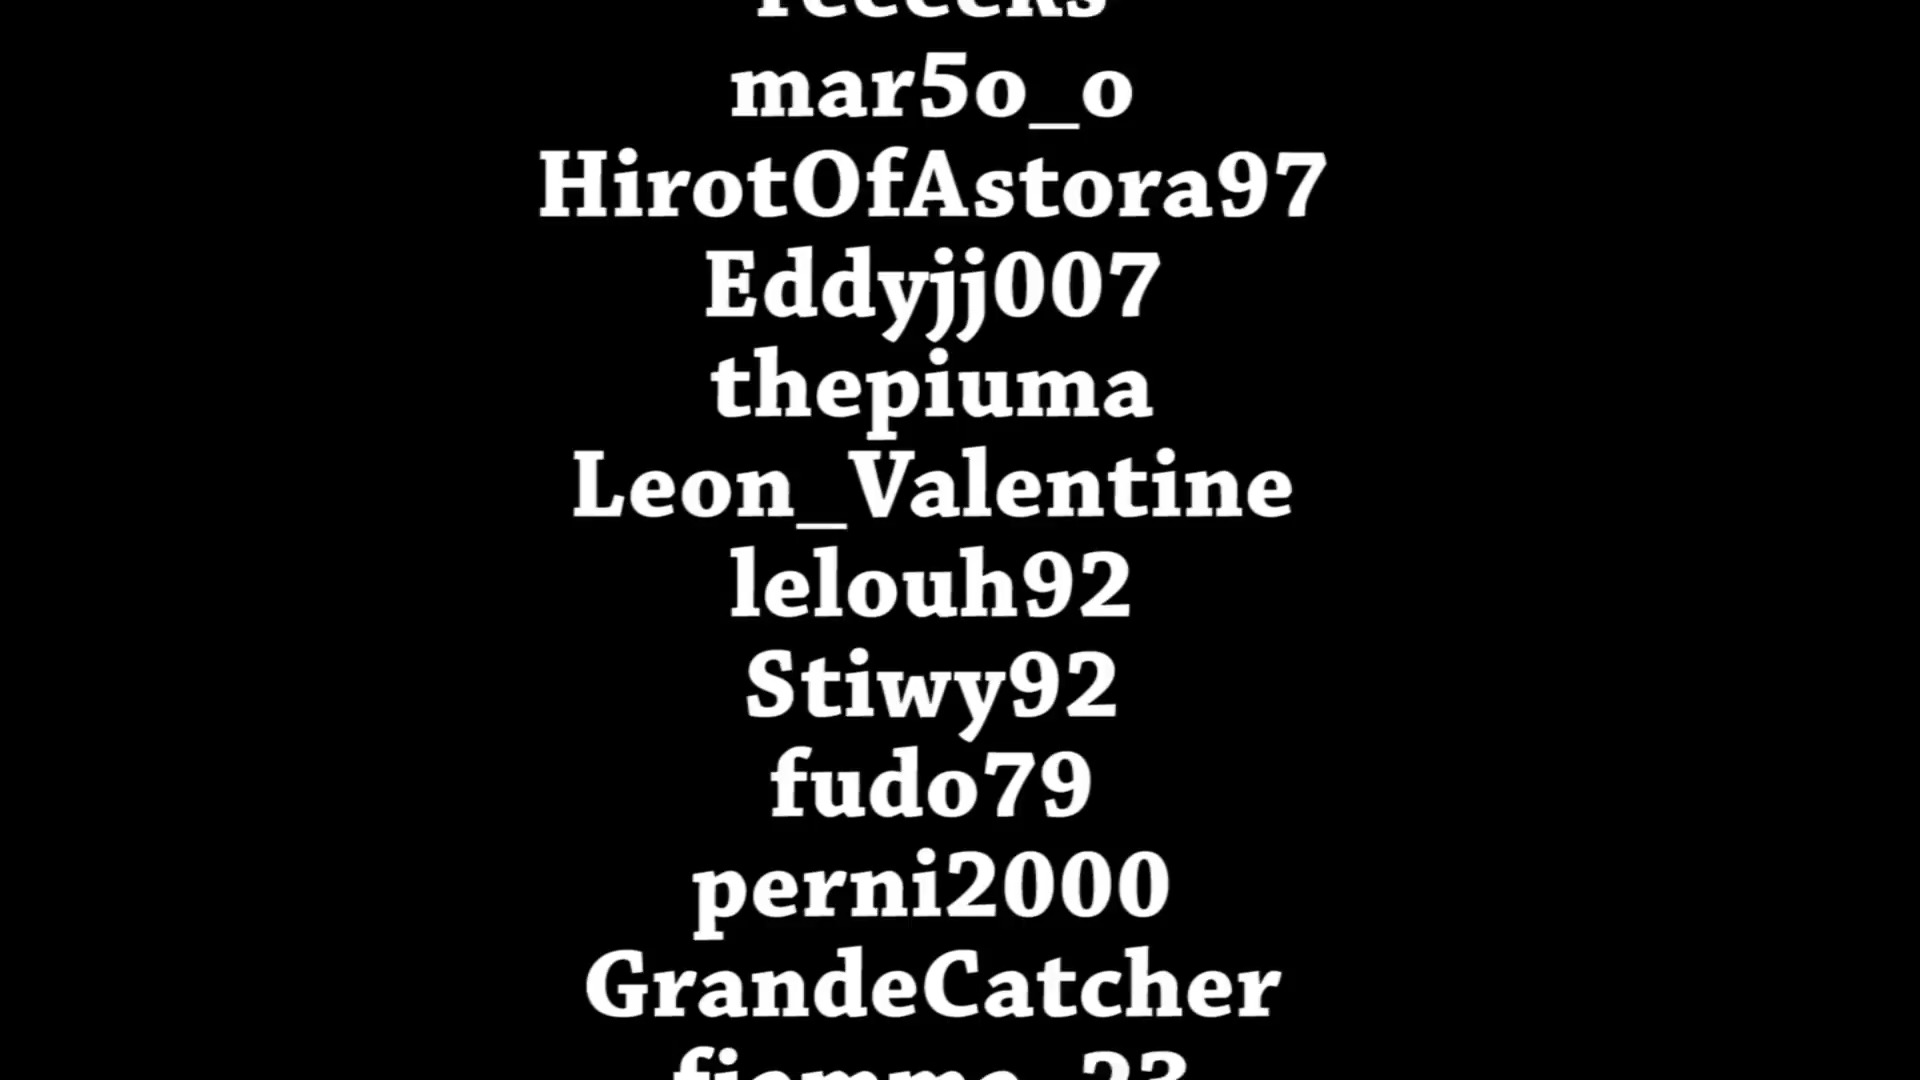 mar5o_o
HirotOfAstora97
Eddyjj007
thepiuma
Leon_Valentine
lelouh92
Stiwy92
fudo79
perni2000
GrandeCatcher